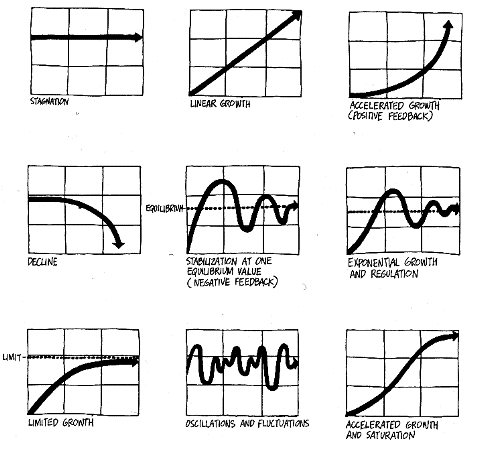 STAGNATION
LINEAR GROWTH
ACCELERATED GROWTH
(POSITIVE FEEDBACK)
DECLINE
EQUILIBRIUM
STABILIZATION AT ONE
EQUILIBRIUM VALUE
(NEGATIVE FEEDBACK)
EXPONENTIAL GROWTH
AND REGULATION
LIMIT
LIMITED GROWTH
OSCILLATIONS AND FLUCTUATIONS
ACCELERATED GROWTH
AND SATURATION